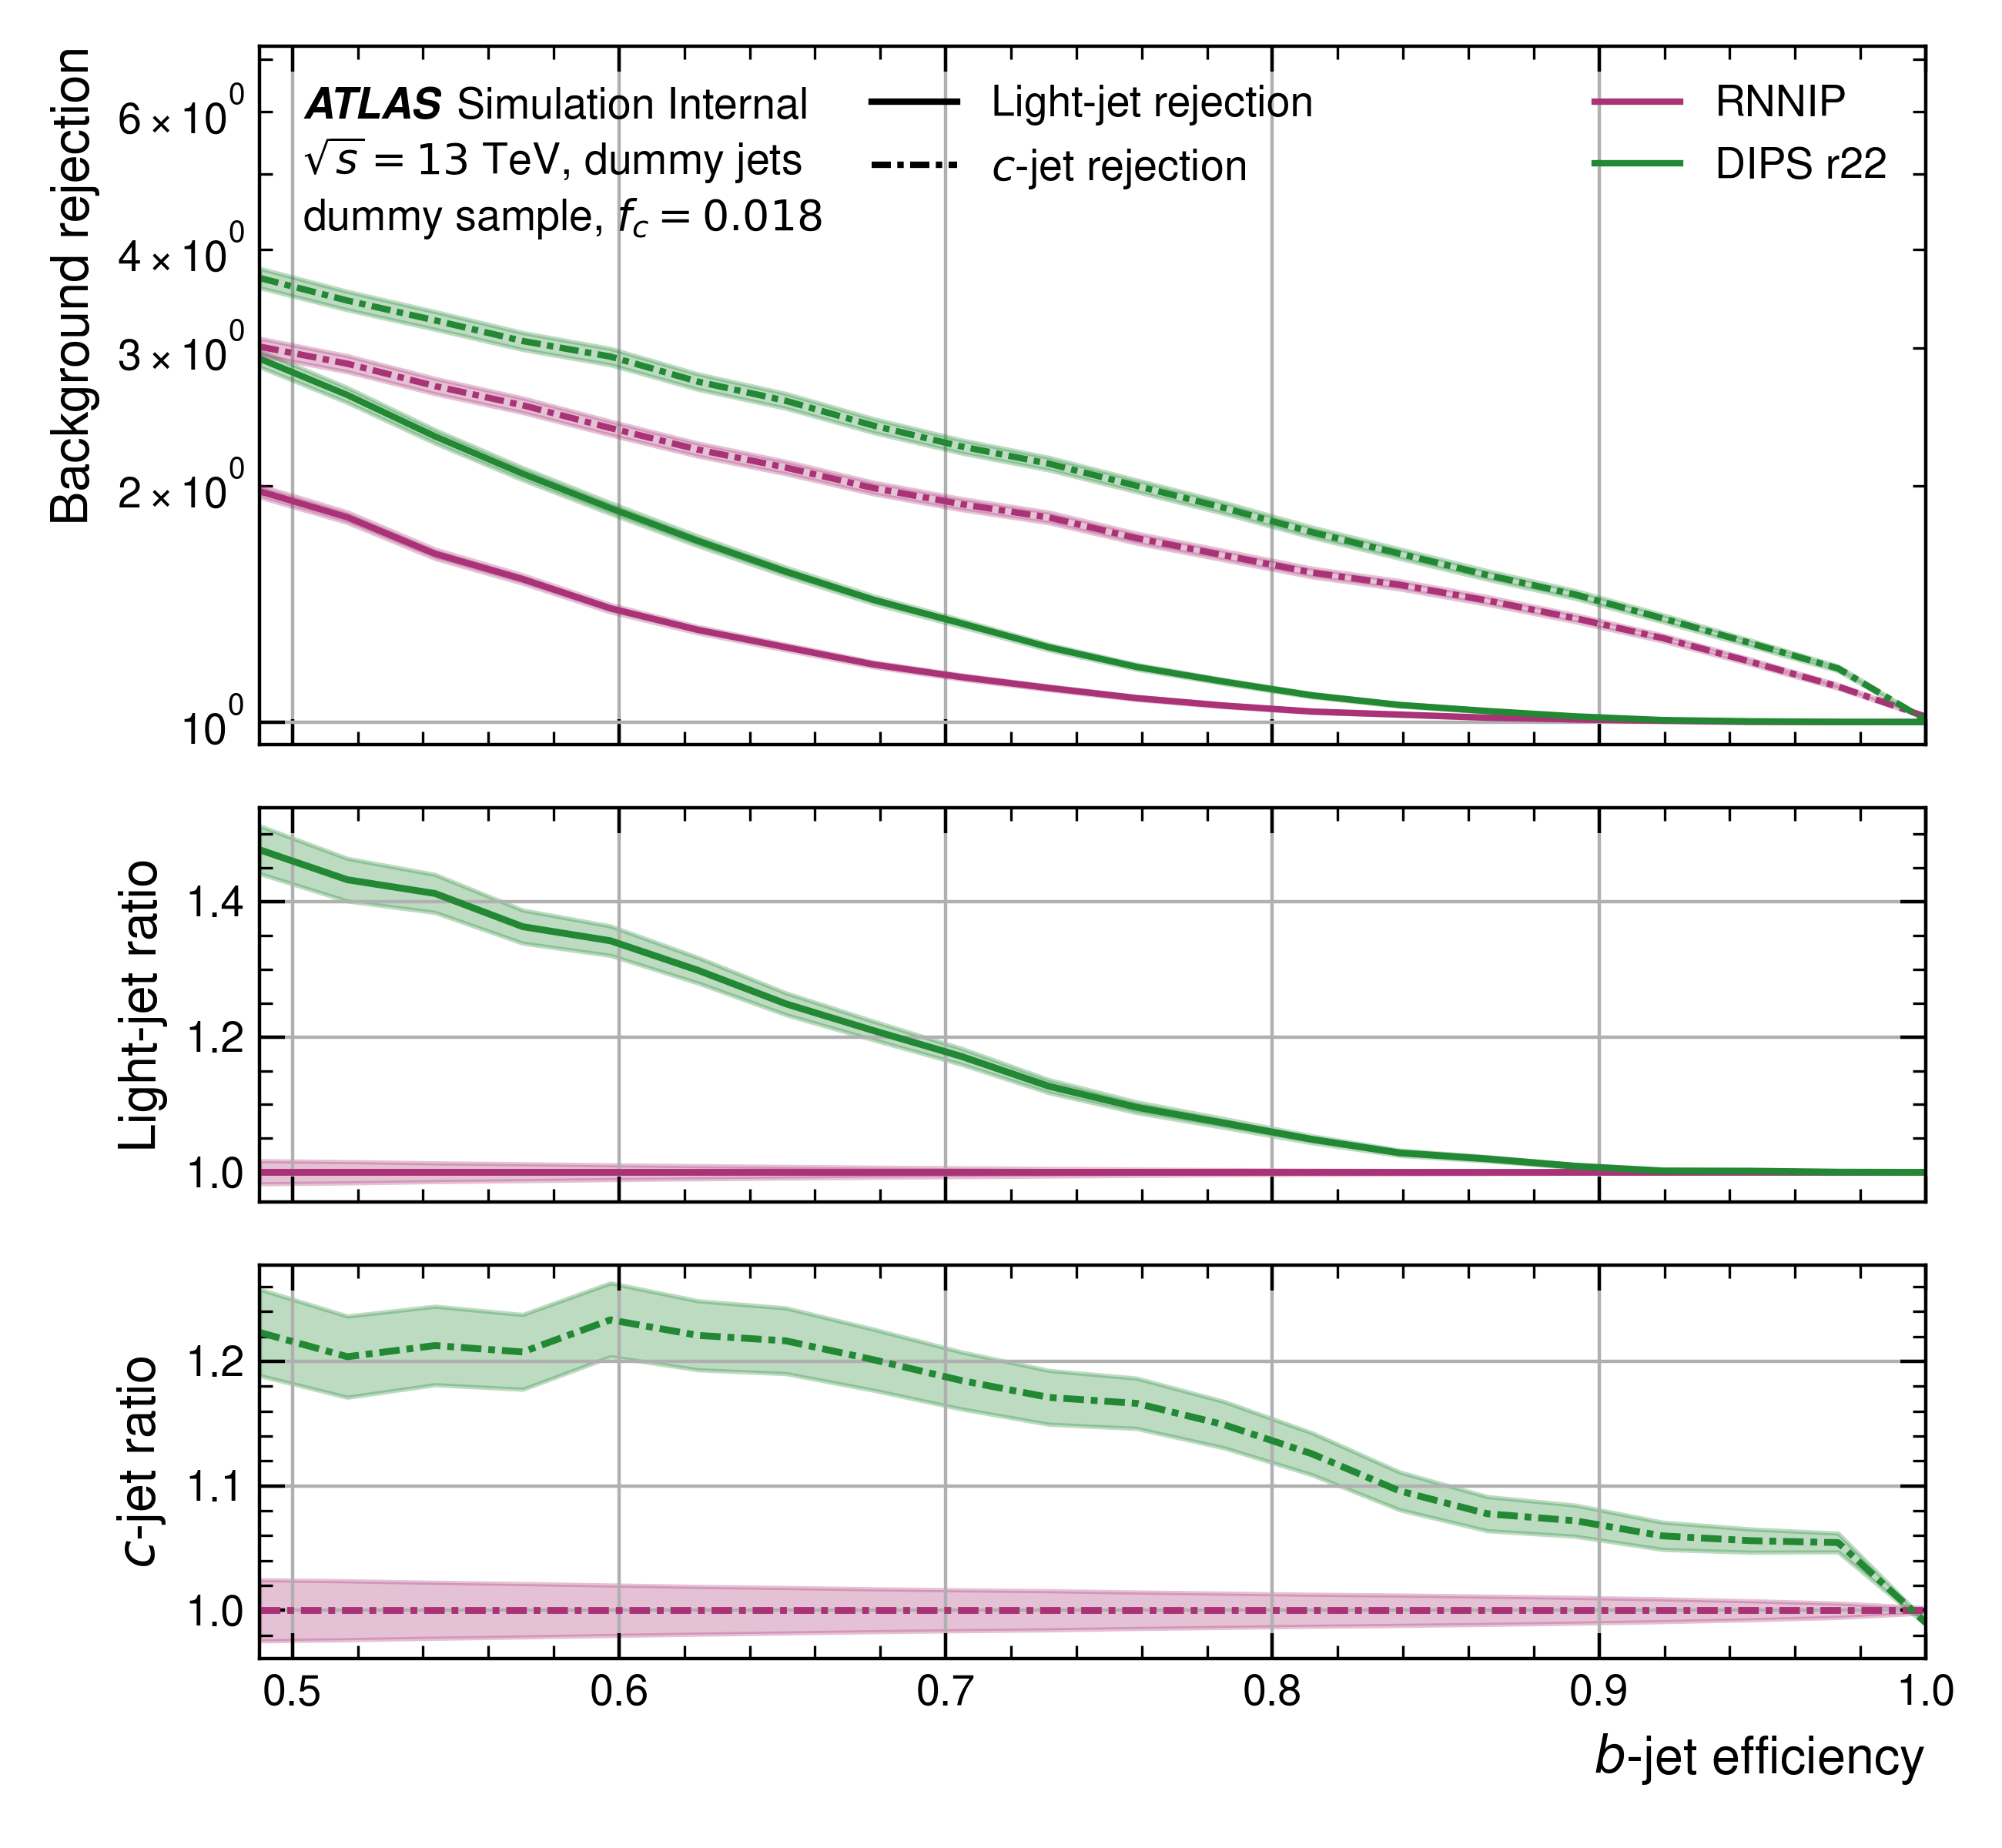 Background rejection
6 × 10⁰
4 × 10⁰
3 × 10⁰
2 × 10⁰
10⁰
ATLAS Simulation Internal
√s = 13 TeV, dummy jets
dummy sample, f_c = 0.018
Light-jet rejection
c-jet rejection
RNNIP
DIPS r22
Light-jet ratio
1.4
1.2
1.0
c-jet ratio
1.2
1.1
1.0
0.5 0.6 0.7 0.8 0.9 1.0
b-jet efficiency